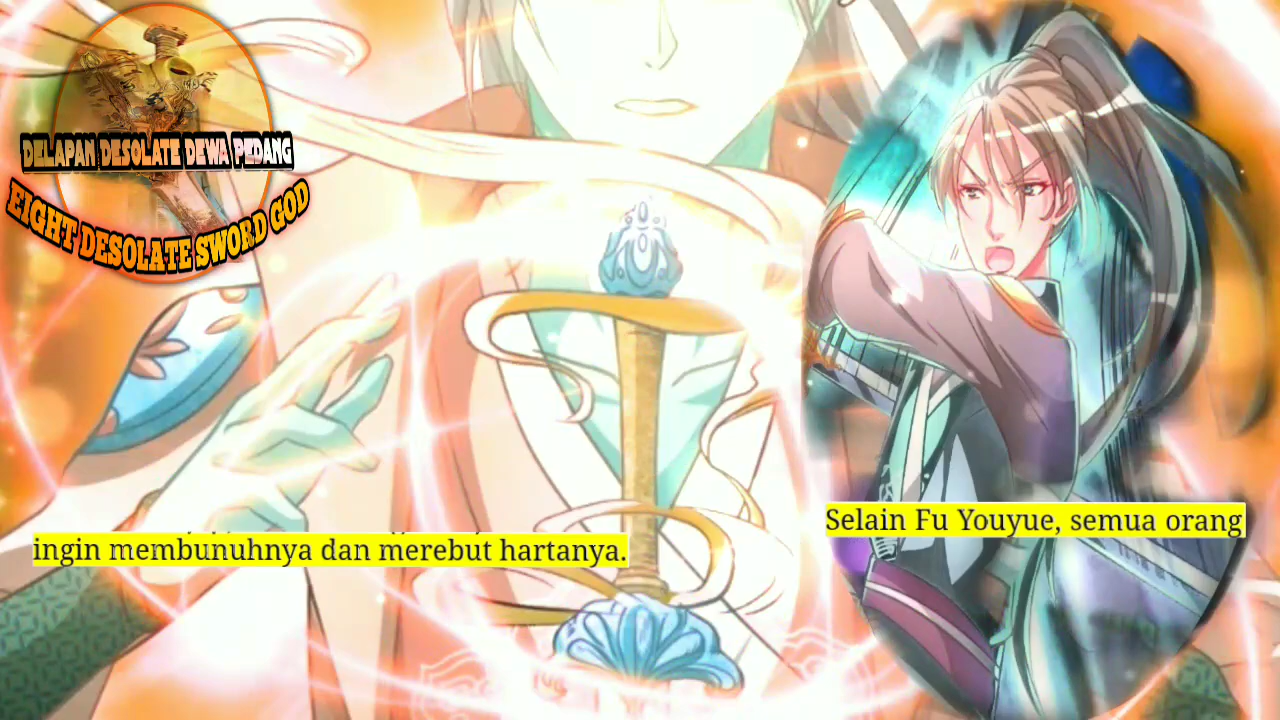 DELAPAN DESOLATE DEWA PEDANG
EIGHT DESOLATE SWORD GOD
Selain Fu Youyue, semua orang
ingin membunuhnya dan merebut hartanya.